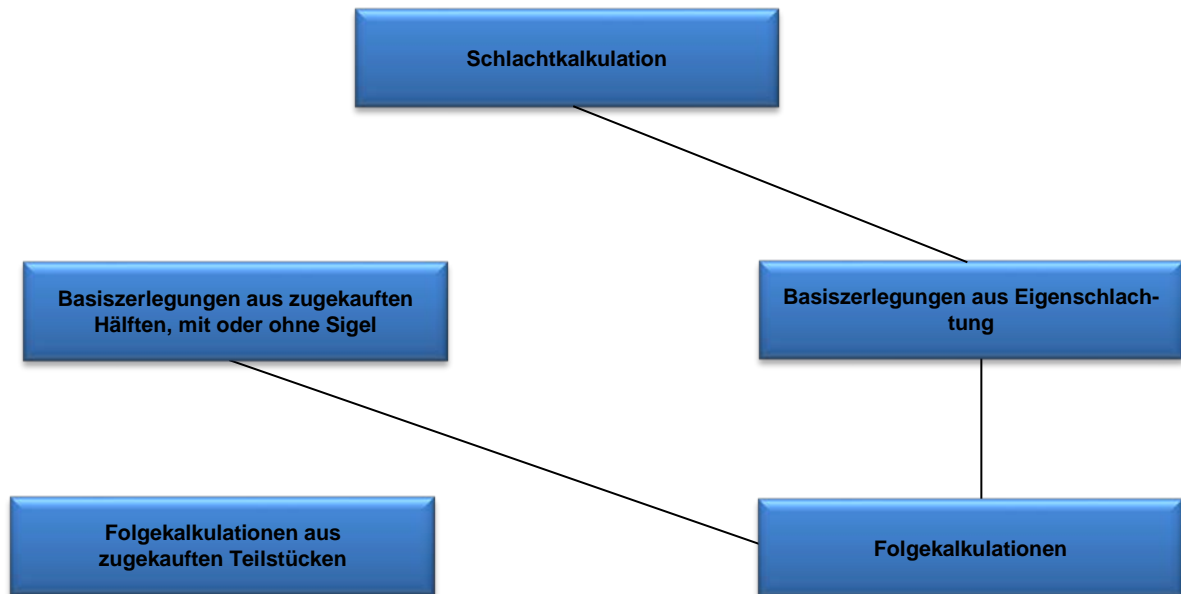 Schlachtkalkulation
Basiszerlegungen aus zugekauften
Hälften, mit oder ohne Sigel
Basiszerlegungen aus Eigenschlach-
tung
Folgekalkulationen aus
zugekauften Teilstücken
Folgekalkulationen